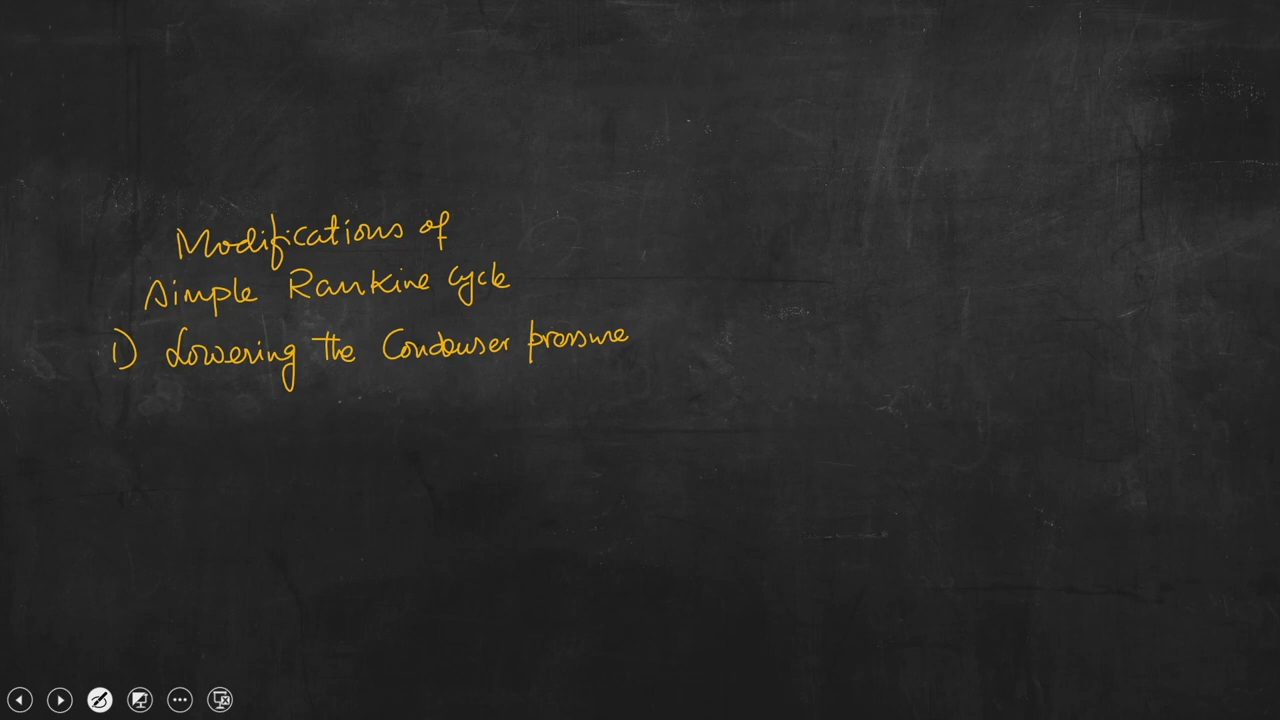 Modifications of
Simple Rankine cycle
1) Lowering the Condenser pressure